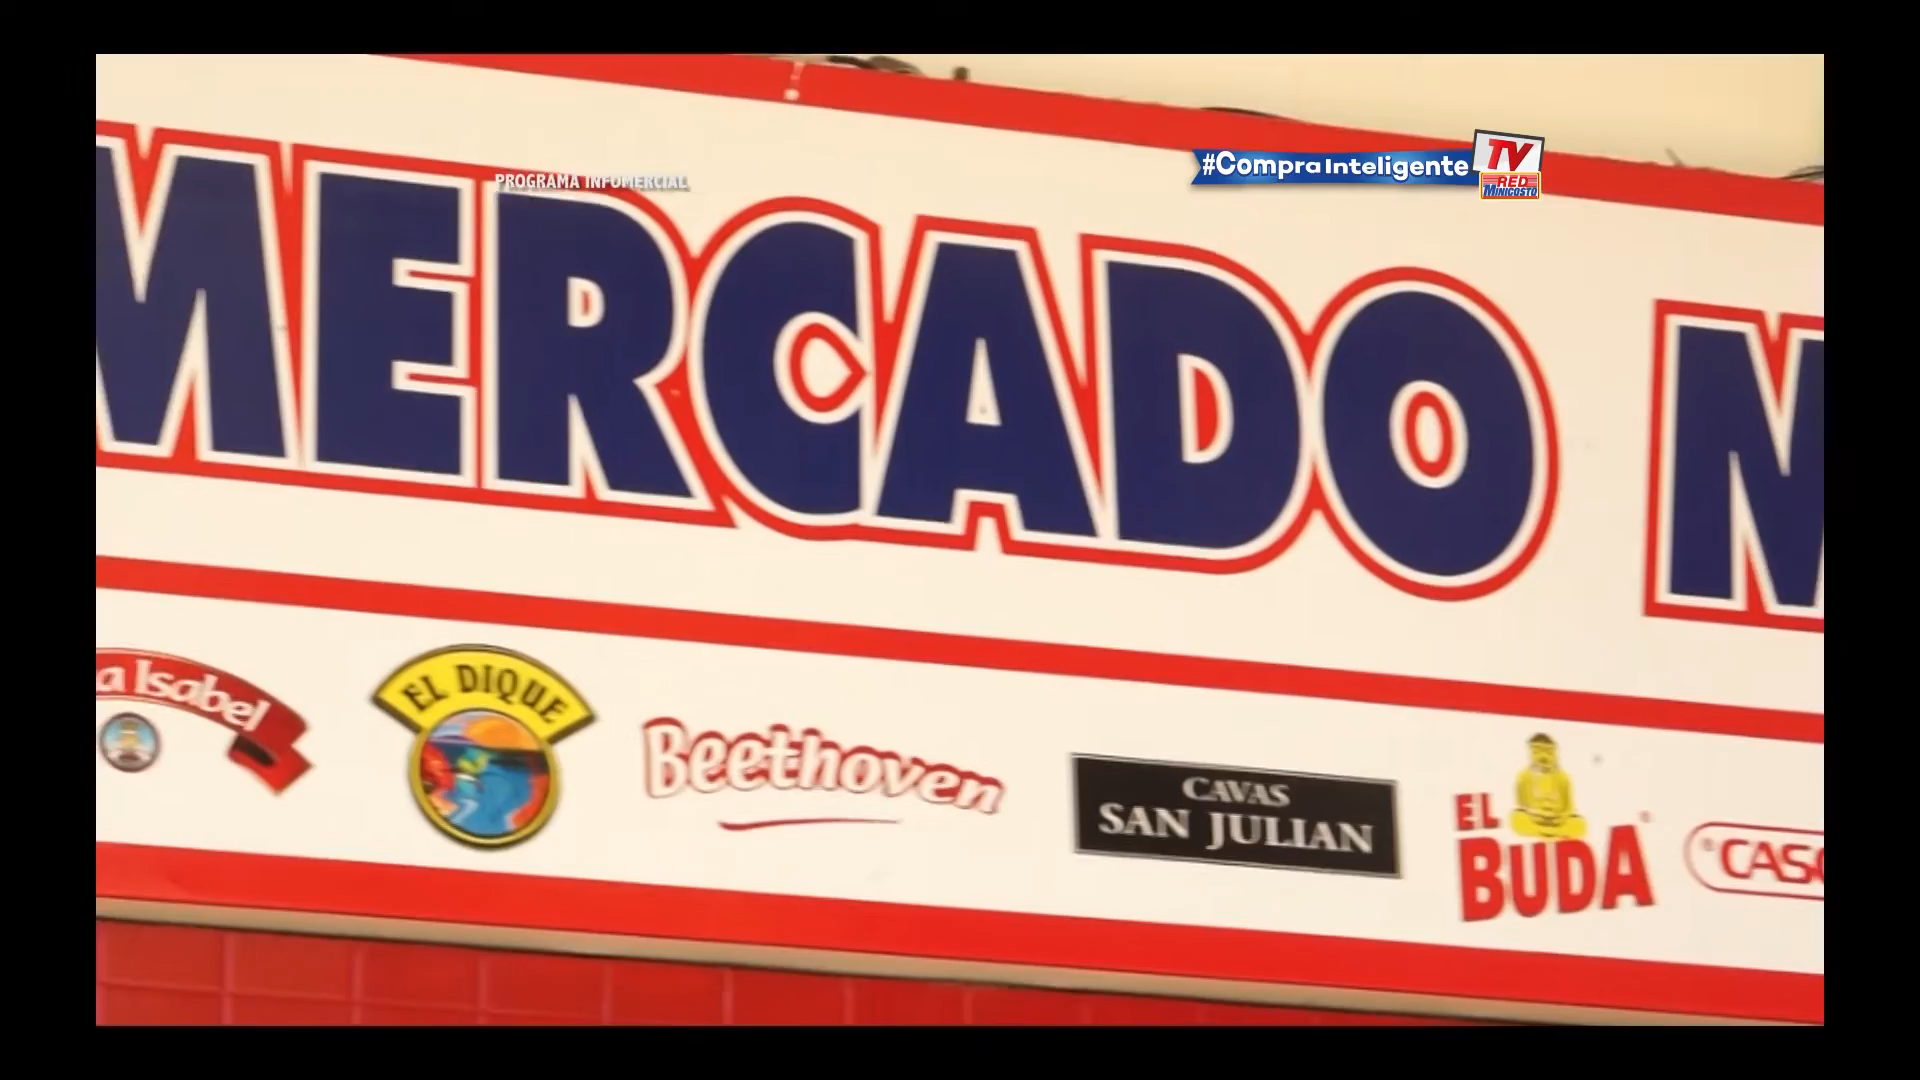 PROGRAMA INFOMERCIAL
#CompraInteligente
TV
RED
MINICOSTO
MERCADO
a Isabel
EL DIQUE
Beethoven
CAVAS
SAN JULIAN
EL
BUDA